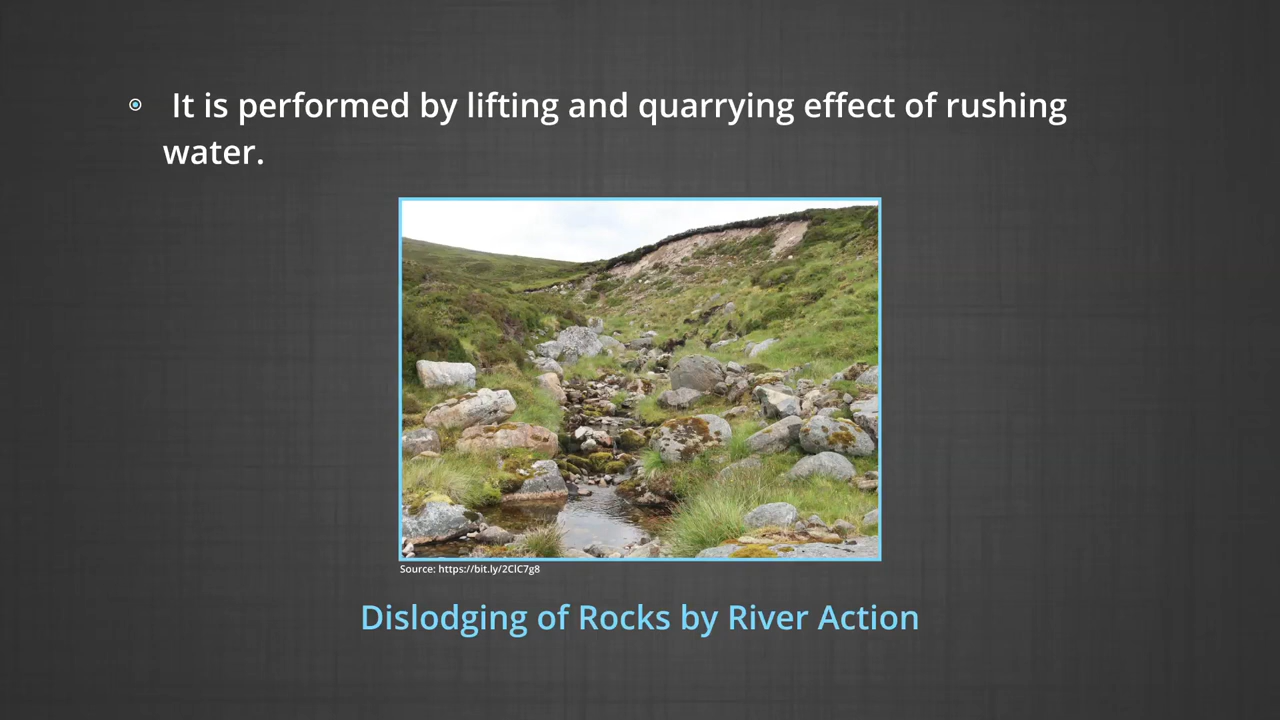 It is performed by lifting and quarrying effect of rushing
water.
Source: https://bit.ly/2ClC7g8
Dislodging of Rocks by River Action